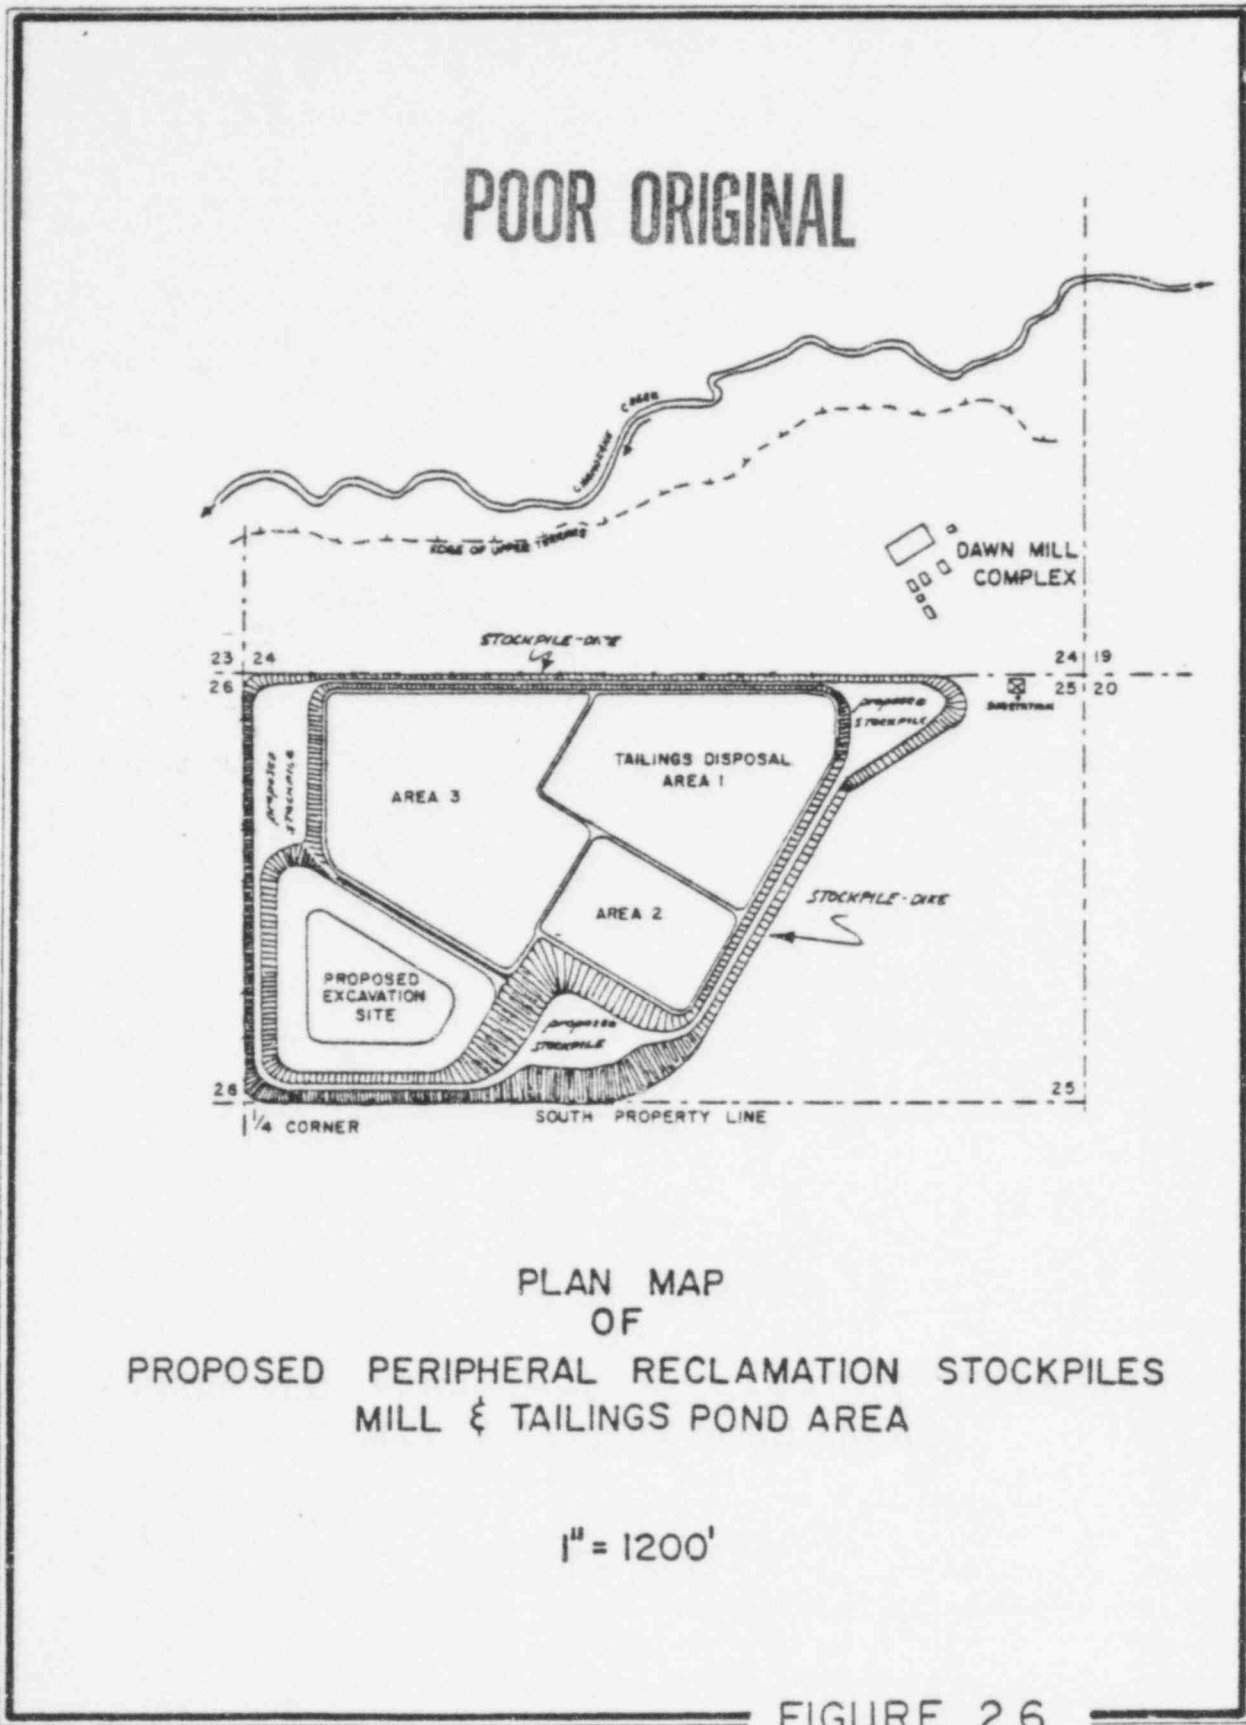 POOR ORIGINAL
CREEK
EDGE OF UPPER TERRACE
DAWN MILL
COMPLEX
STOCKPILE-DIKE
23 24
24 19
26
25 20
SUBSTATION
proposed
STOCKPILE
proposed
STOCKPILE
TAILINGS DISPOSAL
AREA 1
AREA 3
AREA 2
STOCKPILE-DIKE
PROPOSED
EXCAVATION
SITE
proposed
STOCKPILE
26
25
1/4 CORNER
SOUTH PROPERTY LINE
PLAN MAP
OF
PROPOSED PERIPHERAL RECLAMATION STOCKPILES
MILL & TAILINGS POND AREA
1" = 1200'
FIGURE 2.6